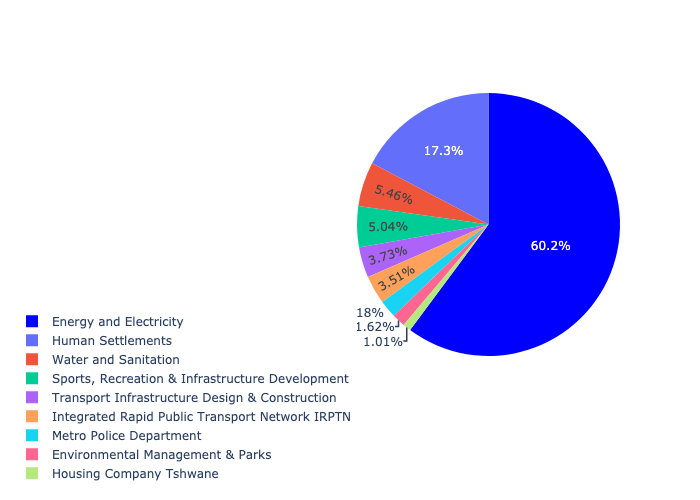 17.3%
5.46%
5.04%
60.2%
3.73%
3.51%
18%
1.62%
1.01%
Energy and Electricity
Human Settlements
Water and Sanitation
Sports, Recreation & Infrastructure Development
Transport Infrastructure Design & Construction
Integrated Rapid Public Transport Network IRPTN
Metro Police Department
Environmental Management & Parks
Housing Company Tshwane